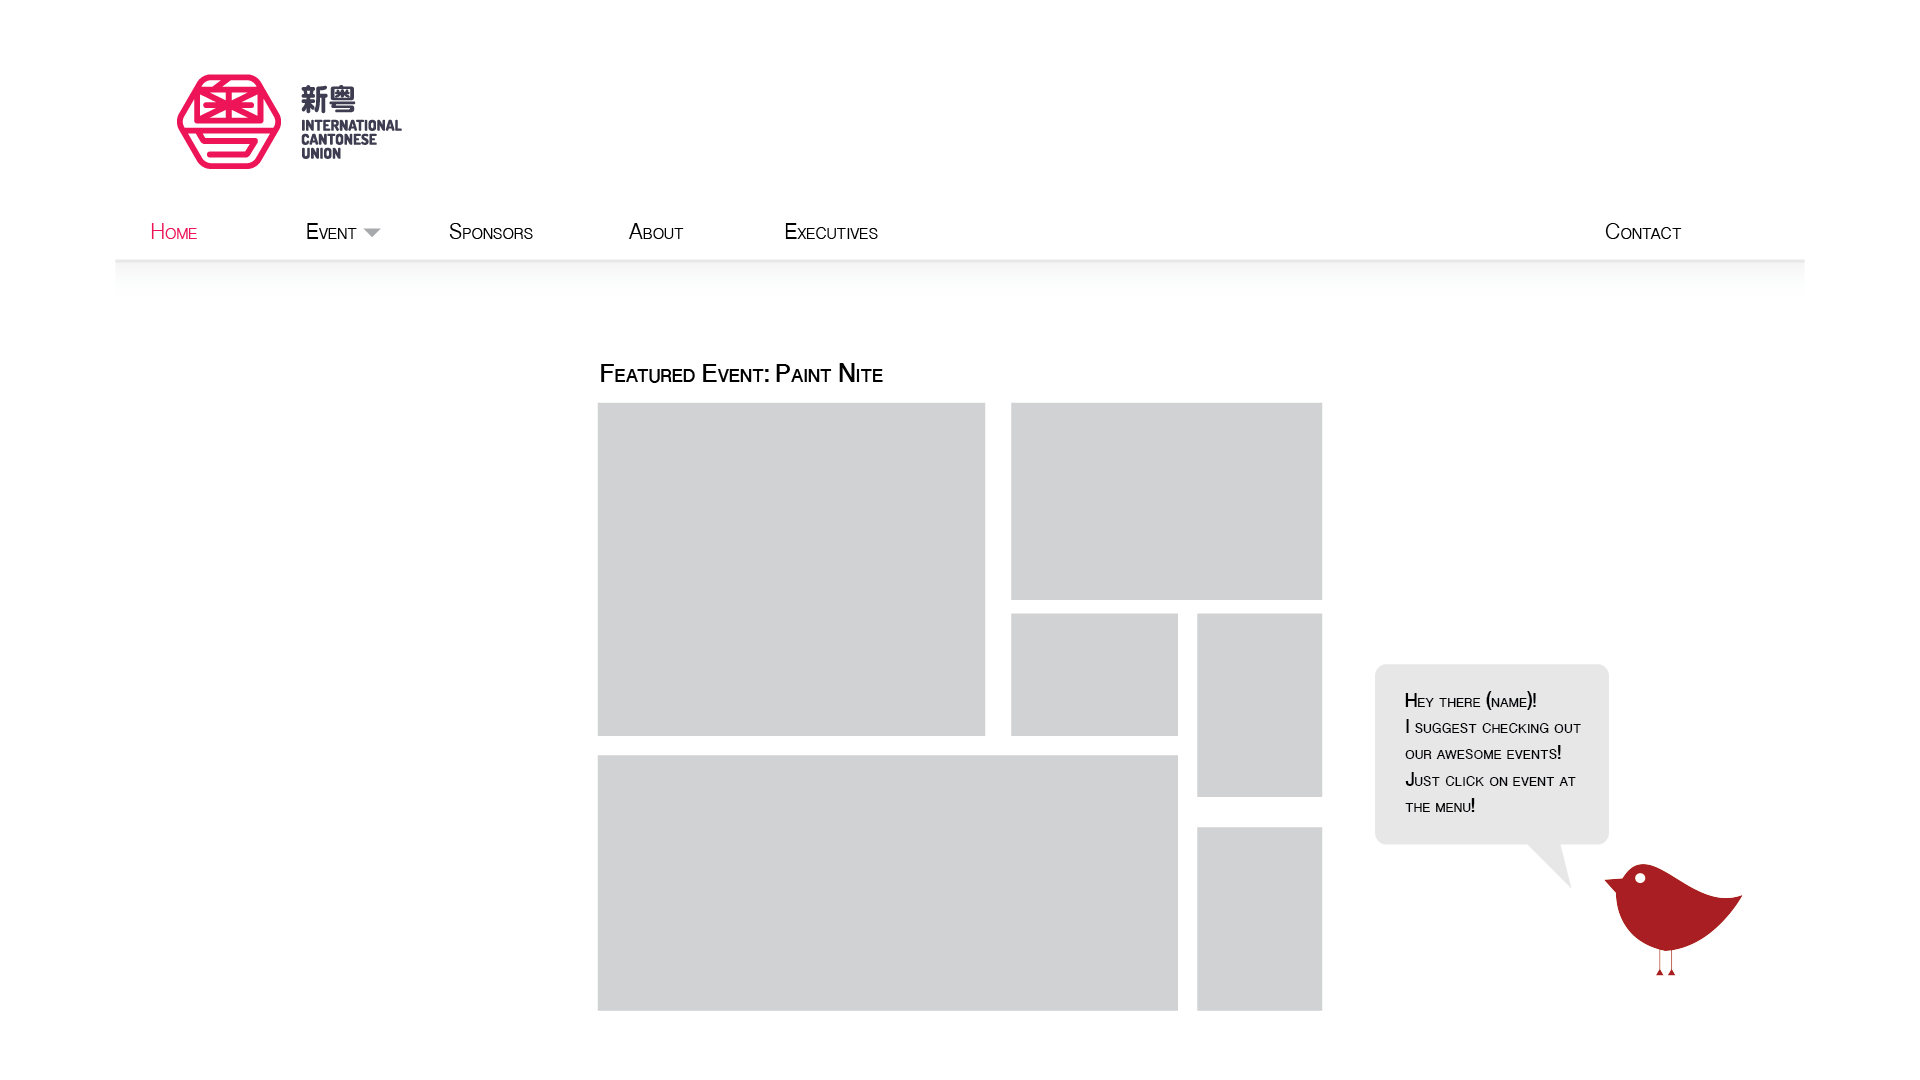 新粤
INTERNATIONAL
CANTONESE
UNION
Home Event Sponsors About Executives Contact
Featured Event: Paint Nite
Hey there (name)!
I suggest checking out
our awesome events!
Just click on event at
the menu!